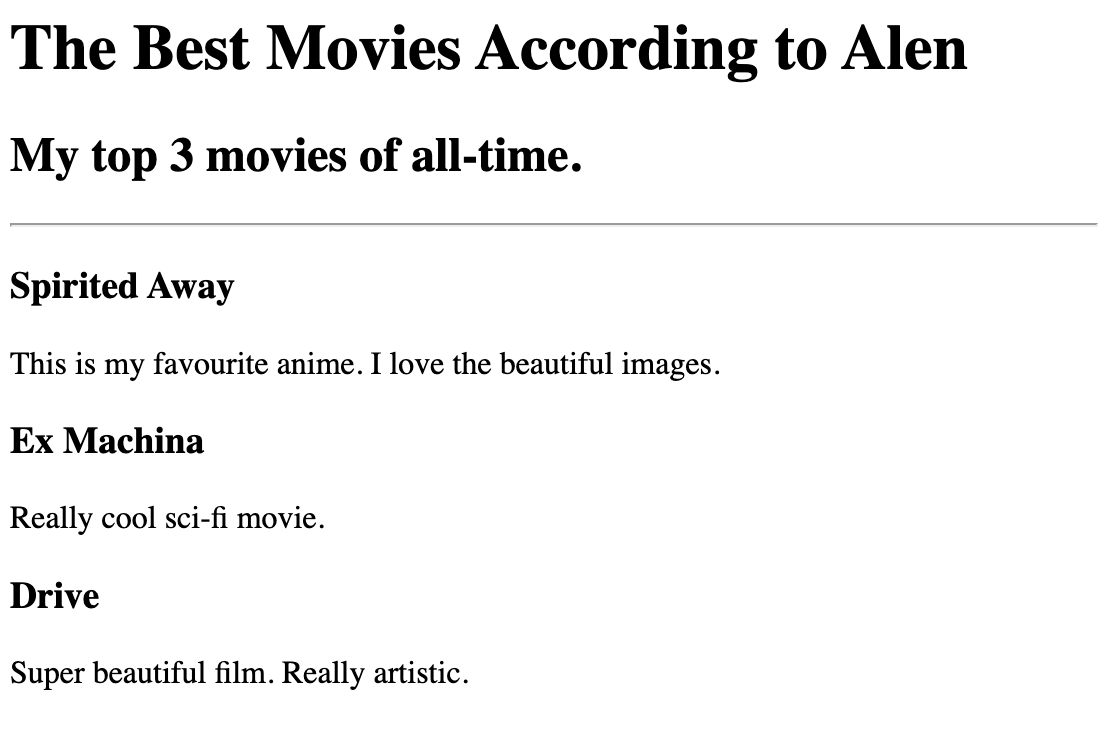 The Best Movies According to Alen
My top 3 movies of all-time.
Spirited Away
This is my favourite anime. I love the beautiful images.
Ex Machina
Really cool sci-fi movie.
Drive
Super beautiful film. Really artistic.